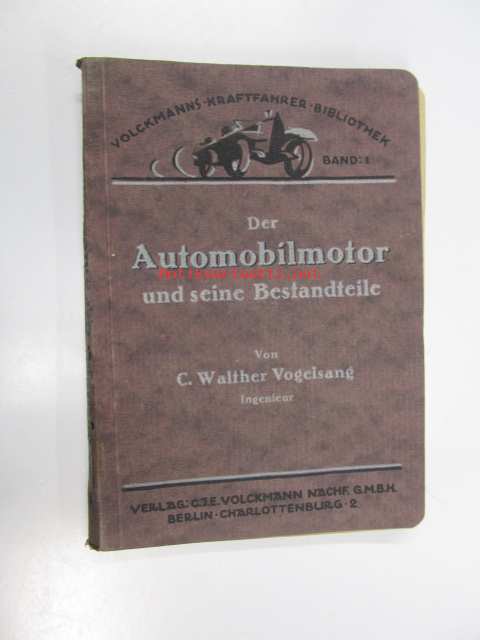 VOLCKMANNS·KRAFTFAHRER·BIBLIOTHEK
BAND: 1
Der
Automobilmotor
und seine Bestandteile
Von
C. Walther Vogelsang
Ingenieur
VERLAG: C.J.E. VOLCKMANN NACHF. G.M.B.H.
BERLIN-CHARLOTTENBURG·2